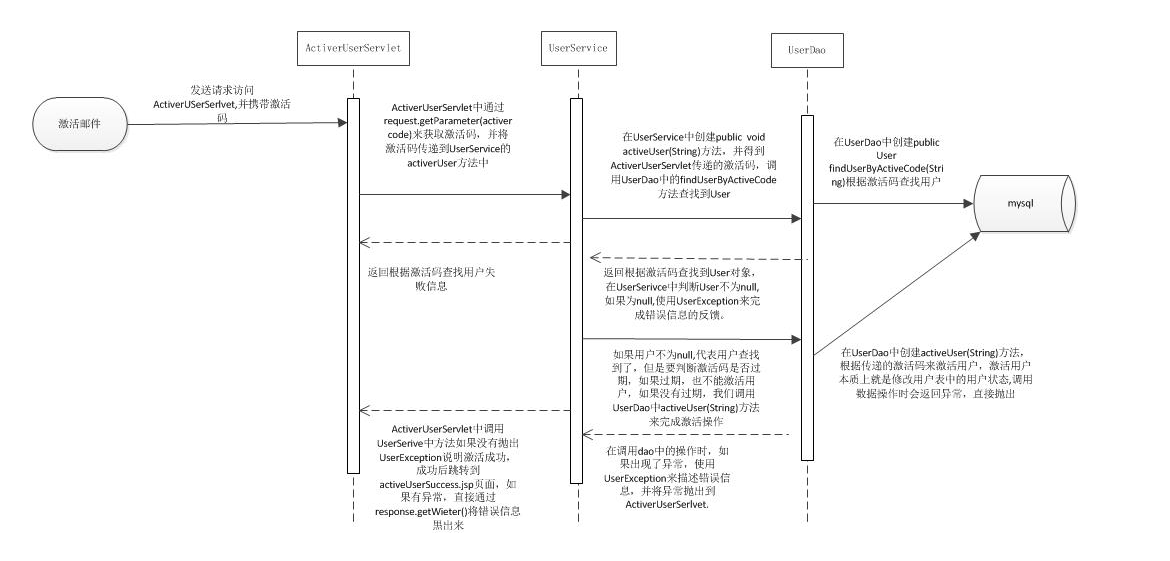 ActiverUserServlet
UserService
UserDao
激活邮件
发送请求访问
ActiverUSerSerlvet,并携带激活
码
ActiverUserServlet中通过
request.getParameter(activer
code)来获取激活码，并将
激活码传递到UserService的
activerUser方法中
在UserService中创建public void
activeUser(String)方法，并得到
ActiverUserServlet传递的激活码，调
用UserDao中的findUserByActiveCode
方法查找到User
在UserDao中创建public
User
findUserByActiveCode(Stri
ng)根据激活码查找用户
mysql
返回根据激活码查找用户失
败信息
返回根据激活码查找到User对象，
在UserSerivce中判断User不为null,
如果为null,使用UserException来完
成错误信息的反馈。
如果用户不为null,代表用户查找
到了，但是要判断激活码是否过
期，如果过期，也不能激活用
户，如果没有过期，我们调用
UserDao中activeUser(String)方法
来完成激活操作
在UserDao中创建activeUser(String)方法，
根据传递的激活码来激活用户，激活用户
本质上就是修改用户表中的用户状态,调用
数据操作时会返回异常，直接抛出
ActiverUserServlet中调用
UserSerive中方法如果没有抛出
UserException说明激活成功，
成功后跳转到
activeUserSuccess.jsp页面，如
果有异常，直接通过
response.getWieter()将错误信息
黑出来
在调用dao中的操作时，如
果出现了异常，使用
UserException来描述错误信
息，并将异常抛出到
ActiverUserSerlvet.